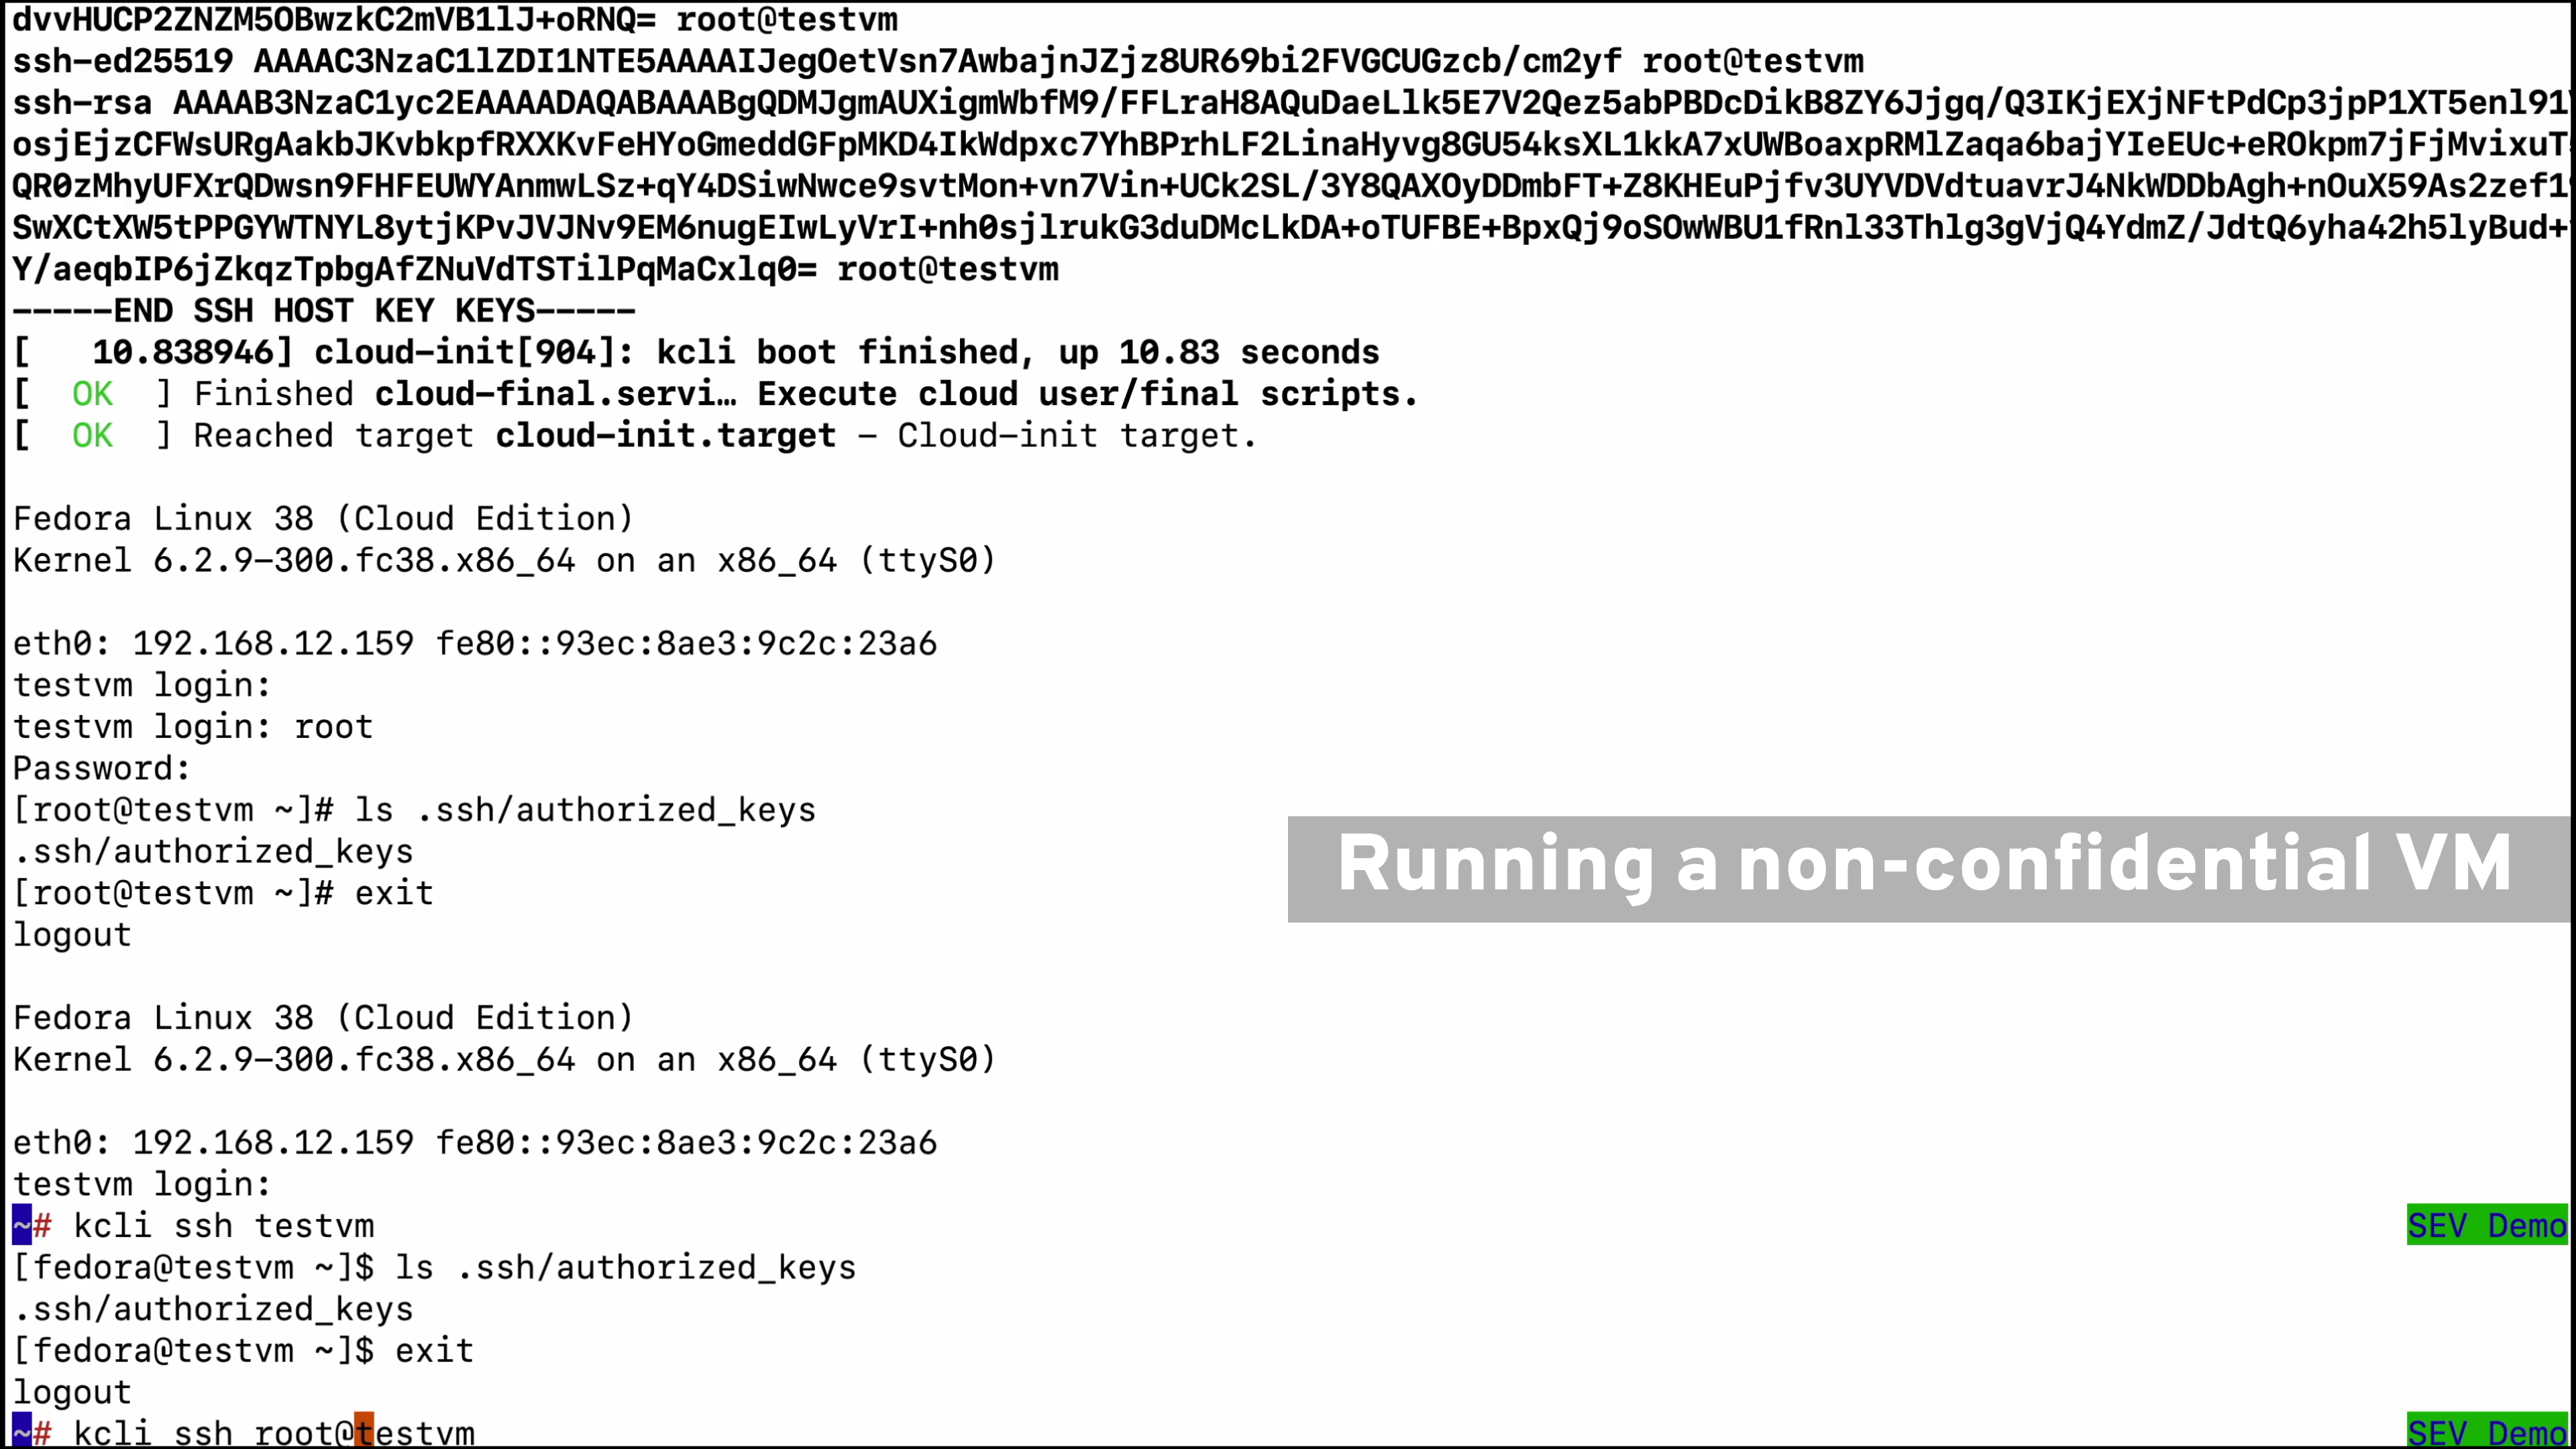 dvvHUCP2ZNZM5OBwzkC2mVB1lJ+oRNQ= root@testvm
ssh-ed25519 AAAAC3NzaC1lZDI1NTE5AAAAIJegOetVsn7AwbajnJZjz8UR69bi2FVGCUGzcb/cm2yf root@testvm
ssh-rsa AAAAB3NzaC1yc2EAAAADAQABAAABgQDMJgmAUXigmWbfM9/FFLraH8AQuDaeLlk5E7V2Qez5abPBDcDikB8ZY6Jjgq/Q3IKjEXjNFtPdCp3jpP1XT5enl91
osjEjzCFWsURgAakbJKvbkpfRXXKvFeHYoGmeddGFpMKD4IkWdpxc7YhBPrhLF2LinaHyvg8GU54ksXL1kkA7xUWBoaxpRMlZaqa6bajYIeEUc+eROkpm7jFjMvixuT
QR0zMhyUFXrQDwsn9FHFEUWYAnmwLSz+qY4DSiwNwce9svtMon+vn7Vin+UCk2SL/3Y8QAXOyDDmbFT+Z8KHEuPjfv3UYVDVdtuavrJ4NkWDDbAgh+nOuX59As2zef1
SwXCtXW5tPPGYWTNYL8ytjKPvJVJNv9EM6nugEIwLyVrI+nh0sjlrukG3duDMcLkDA+oTUFBE+BpxQj9oSOwWBU1fRnl33Thlg3gVjQ4YdmZ/JdtQ6yha42h5lyBud+
Y/aeqbIP6jZkqzTpbgAfZNuVdTSTilPqMaCxlq0= root@testvm
-----END SSH HOST KEY KEYS-----
[   10.838946] cloud-init[904]: kcli boot finished, up 10.83 seconds
[  OK  ] Finished cloud-final.servi… Execute cloud user/final scripts.
[  OK  ] Reached target cloud-init.target - Cloud-init target.
Fedora Linux 38 (Cloud Edition)
Kernel 6.2.9-300.fc38.x86_64 on an x86_64 (ttyS0)
eth0: 192.168.12.159 fe80::93ec:8ae3:9c2c:23a6
testvm login:
testvm login: root
Password:
[root@testvm ~]# ls .ssh/authorized_keys
.ssh/authorized_keys
Running a non-confidential VM
[root@testvm ~]# exit
logout
Fedora Linux 38 (Cloud Edition)
Kernel 6.2.9-300.fc38.x86_64 on an x86_64 (ttyS0)
eth0: 192.168.12.159 fe80::93ec:8ae3:9c2c:23a6
testvm login:
~# kcli ssh testvm SEV Demo
[fedora@testvm ~]$ ls .ssh/authorized_keys
.ssh/authorized_keys
[fedora@testvm ~]$ exit
logout
~# kcli ssh root@testvm SEV Demo